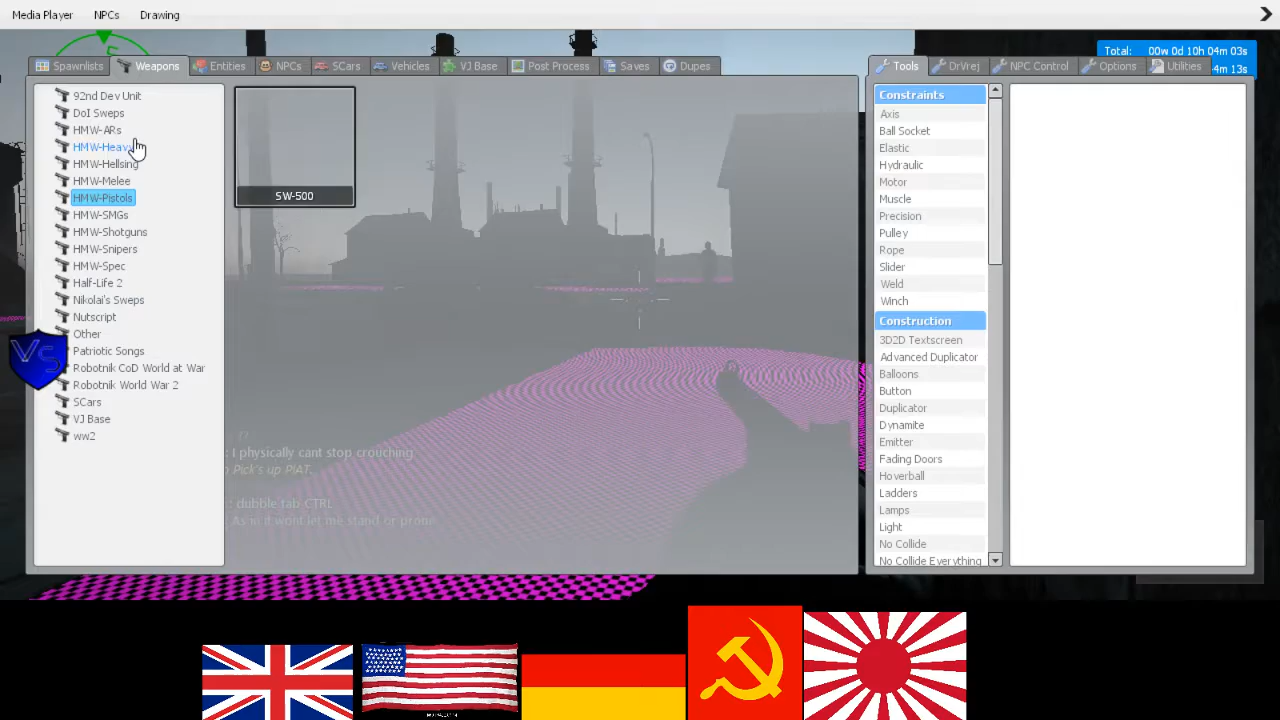 Media Player NPCs Drawing
Total: 00w 0d 10h 04m 03s
4m 13s
Spawnlists Weapons Entities NPCs SCars Vehicles VJ Base Post Process Saves Dupes
92nd Dev Unit
DoI Sweps
HMW-ARs
HMW-Heavy
HMW-Hellsing
HMW-Melee
HMW-Pistols
HMW-SMGs
HMW-Shotguns
HMW-Snipers
HMW-Spec
Half-Life 2
Nikolai's Sweps
Nutscript
Other
Patriotic Songs
Robotnik CoD World at War
Robotnik World War 2
SCars
VJ Base
ww2
SW-500
VS
T!
: I physically cant stop crouching
Pick's up PIAT.
: dubble tab CTRL
As in it wont let me stand or prone
Tools DrVrej NPC Control Options Utilities
Constraints
Axis
Ball Socket
Elastic
Hydraulic
Motor
Muscle
Precision
Pulley
Rope
Slider
Weld
Winch
Construction
3D2D Textscreen
Advanced Duplicator
Balloons
Button
Duplicator
Dynamite
Emitter
Fading Doors
Hoverball
Ladders
Lamps
Light
No Collide
No Collide Everything